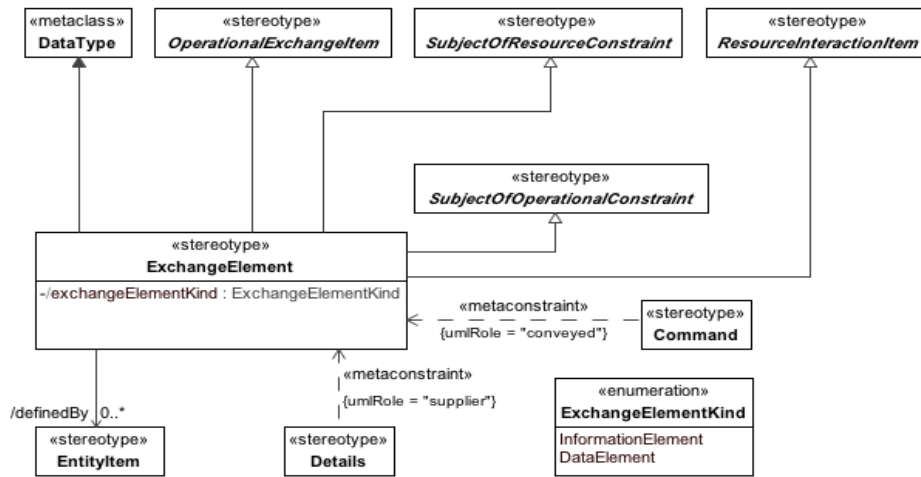 «metaclass»
DataType
«stereotype»
OperationalExchangeItem
«stereotype»
SubjectOfResourceConstraint
«stereotype»
ResourceInteractionItem
«stereotype»
SubjectOfOperationalConstraint
«stereotype»
ExchangeElement
-/exchangeElementKind : ExchangeElementKind
«metaconstraint»
{umlRole = "conveyed"}
«stereotype»
Command
«metaconstraint»
{umlRole = "supplier"}
/definedBy 0..*
«stereotype»
EntityItem
«stereotype»
Details
«enumeration»
ExchangeElementKind
InformationElement
DataElement